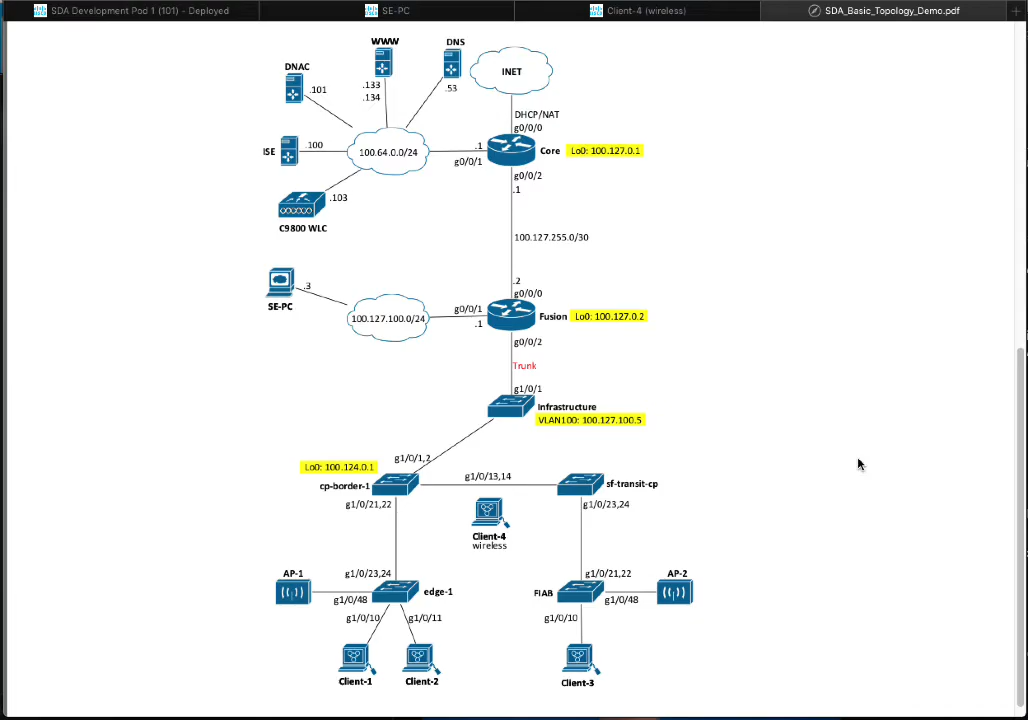 SDA Development Pod 1 (101) - Deployed
SE-PC
Client-4 (wireless)
SDA_Basic_Topology_Demo.pdf
WWW
DNS
INET
DNAC
.101
.133
.134
.53
DHCP/NAT
g0/0/0
ISE
.100
100.64.0.0/24
.1
g0/0/1
Core
Lo0: 100.127.0.1
g0/0/2
.1
.103
C9800 WLC
100.127.255.0/30
SE-PC
.3
.2
g0/0/0
100.127.100.0/24
g0/0/1
.1
Fusion
Lo0: 100.127.0.2
g0/0/2
Trunk
g1/0/1
Infrastructure
VLAN100: 100.127.100.5
g1/0/1,2
Lo0: 100.124.0.1
cp-border-1
g1/0/13,14
sf-transit-cp
g1/0/21,22
g1/0/23,24
Client-4
wireless
AP-1
g1/0/23,24
g1/0/21,22
AP-2
edge-1
FIAB
g1/0/48
g1/0/48
g1/0/10
g1/0/11
g1/0/10
Client-1
Client-2
Client-3